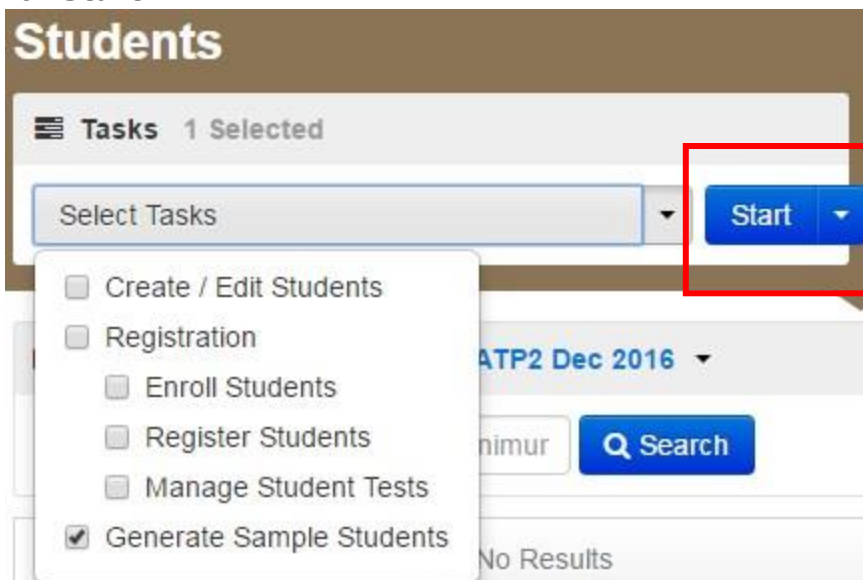 Students
Tasks 1 Selected
Select Tasks
Start
Create / Edit Students
Registration
ATP2 Dec 2016
Enroll Students
Register Students
Search
Manage Student Tests
Generate Sample Students
No Results